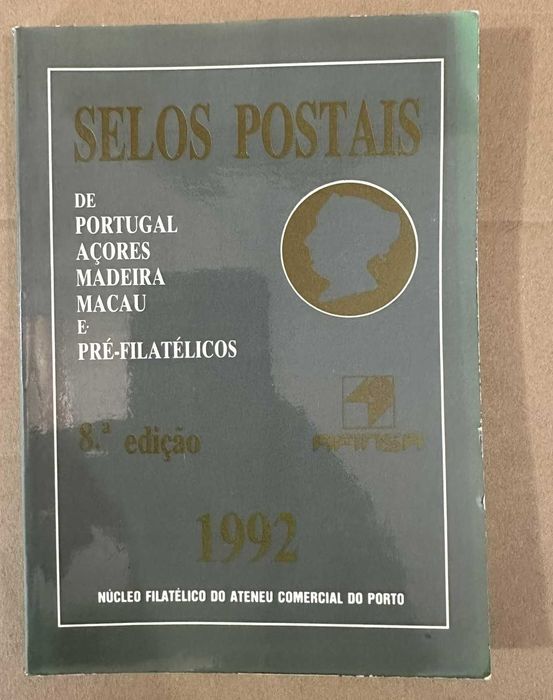 SELOS POSTAIS
DE
PORTUGAL
AÇORES
MADEIRA
MACAU
E
PRÉ-FILATÉLICOS
8.ª edição
AFINSA
1992
NÚCLEO FILATÉLICO DO ATENEU COMERCIAL DO PORTO